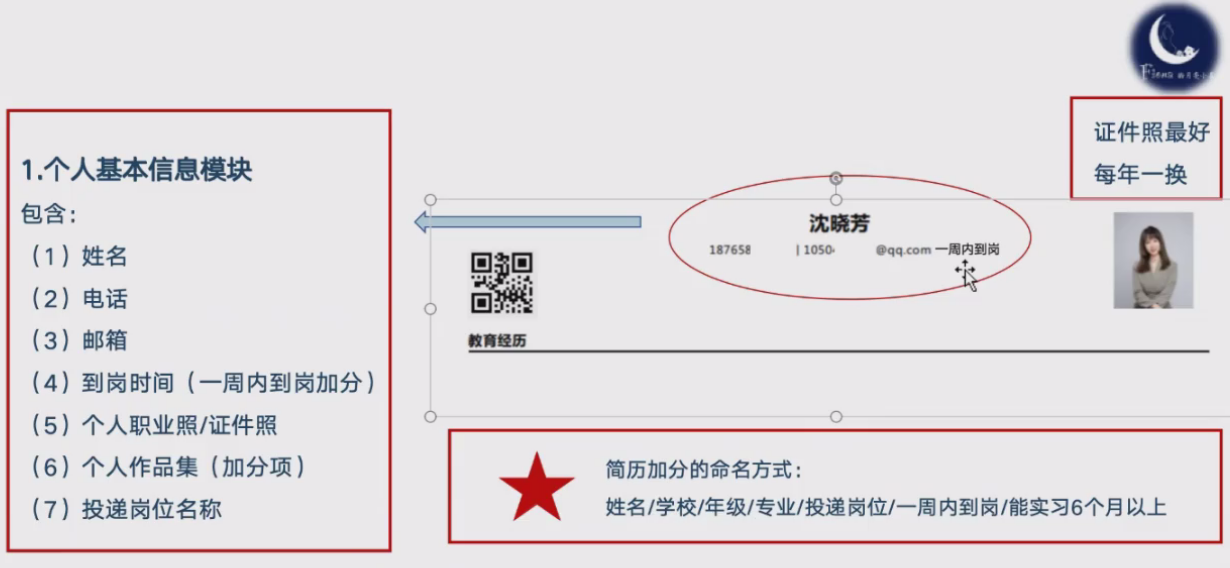 证件照最好
每年一换
1.个人基本信息模块
包含：
（1）姓名
（2）电话
（3）邮箱
（4）到岗时间（一周内到岗加分）
（5）个人职业照/证件照
（6）个人作品集（加分项）
（7）投递岗位名称
沈晓芳
187658 | 1050 @qq.com 一周内到岗
教育经历
简历加分的命名方式：
姓名/学校/年级/专业/投递岗位/一周内到岗/能实习6个月以上